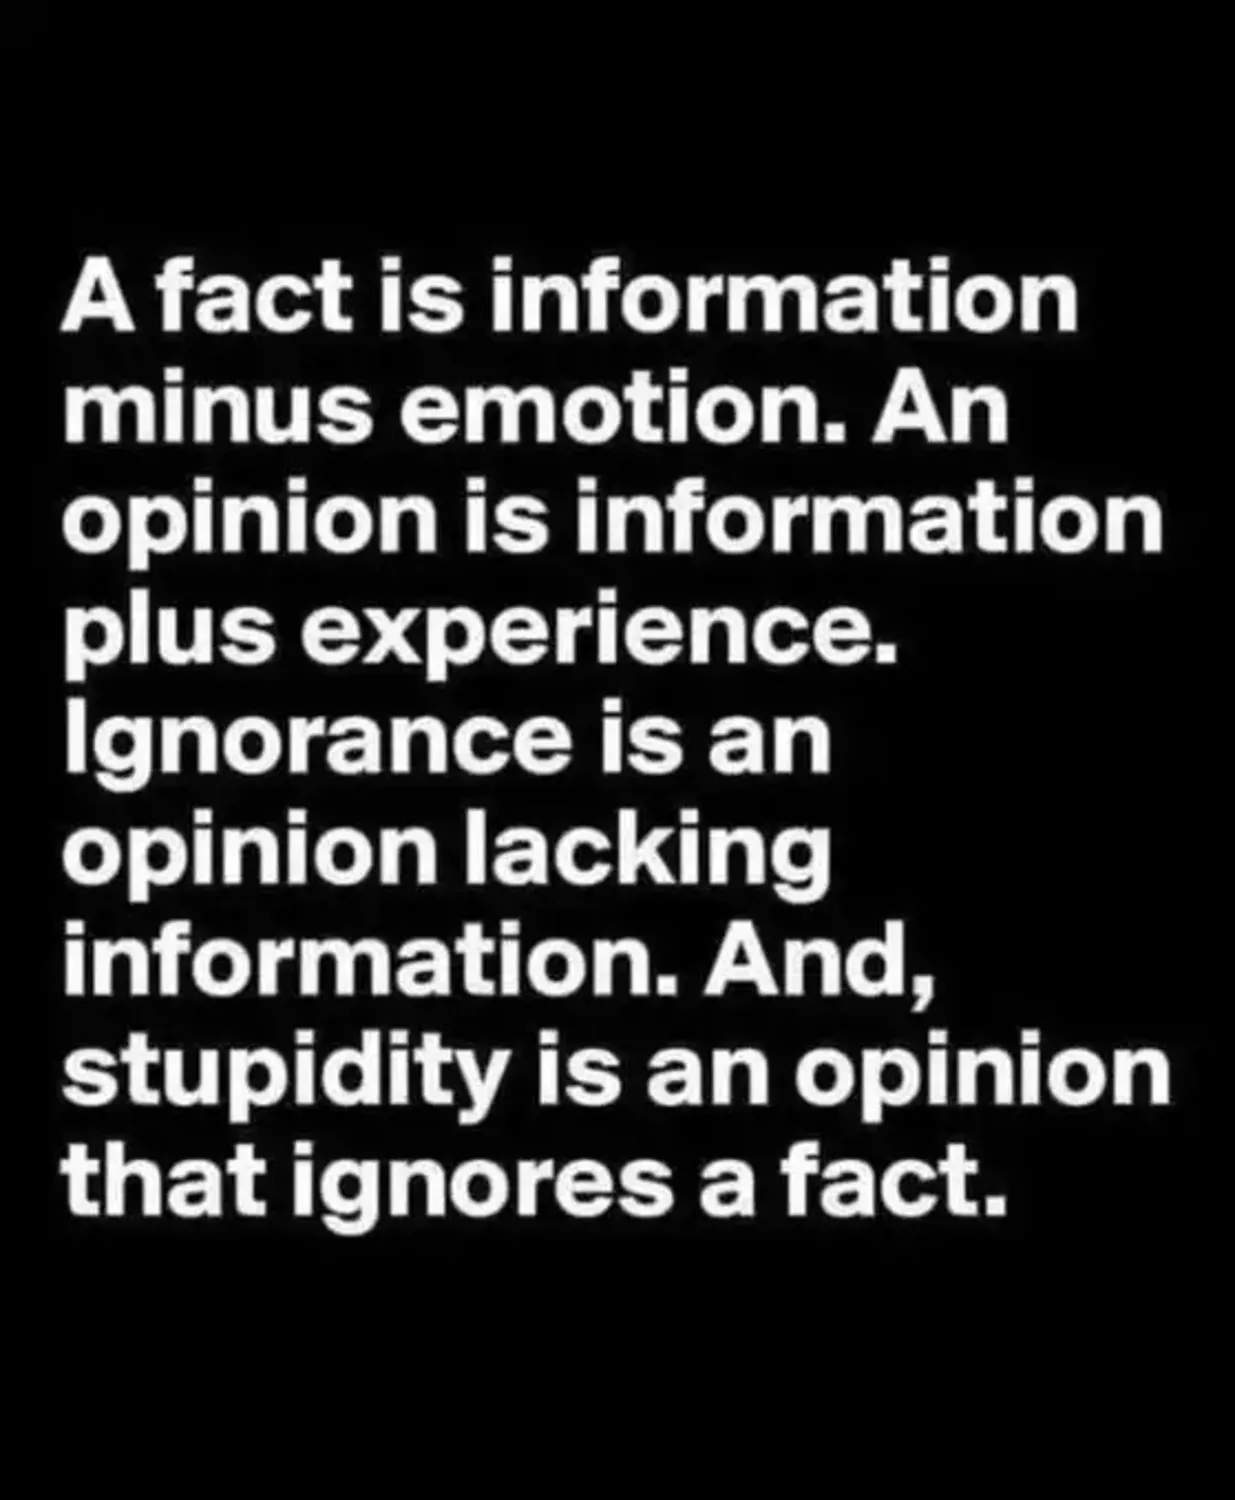 A fact is information
minus emotion. An
opinion is information
plus experience.
Ignorance is an
opinion lacking
information. And,
stupidity is an opinion
that ignores a fact.